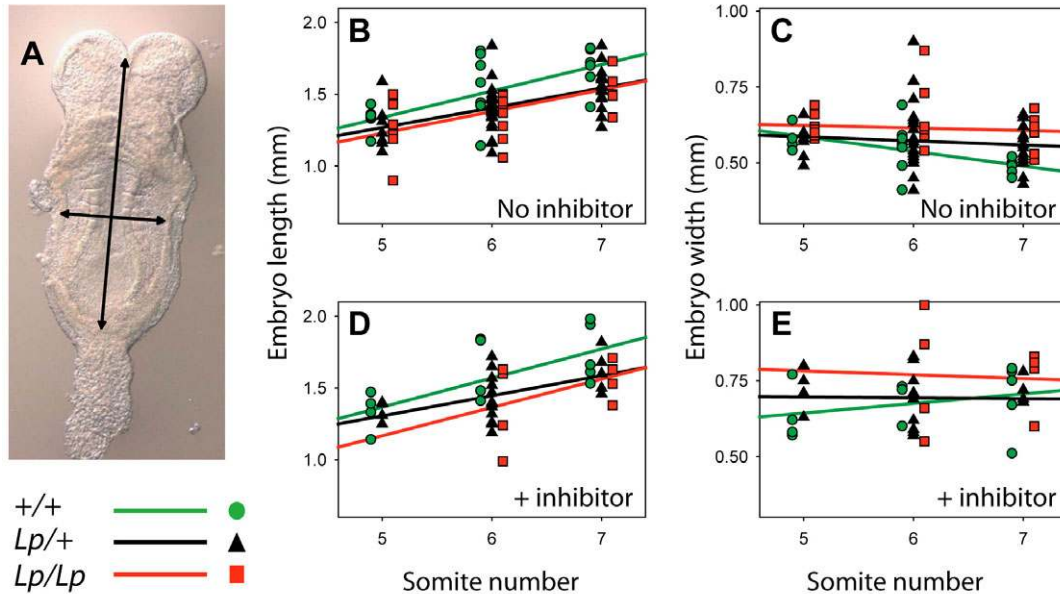 A
B
2.0
1.5
1.0
No inhibitor
5 6 7
C
1.00
0.75
0.50
No inhibitor
5 6 7
D
2.0
1.5
1.0
+ inhibitor
5 6 7
E
1.00
0.75
0.50
+ inhibitor
5 6 7
Embryo length (mm)
Embryo width (mm)
Somite number
Somite number
+/+
Lp/+
Lp/Lp